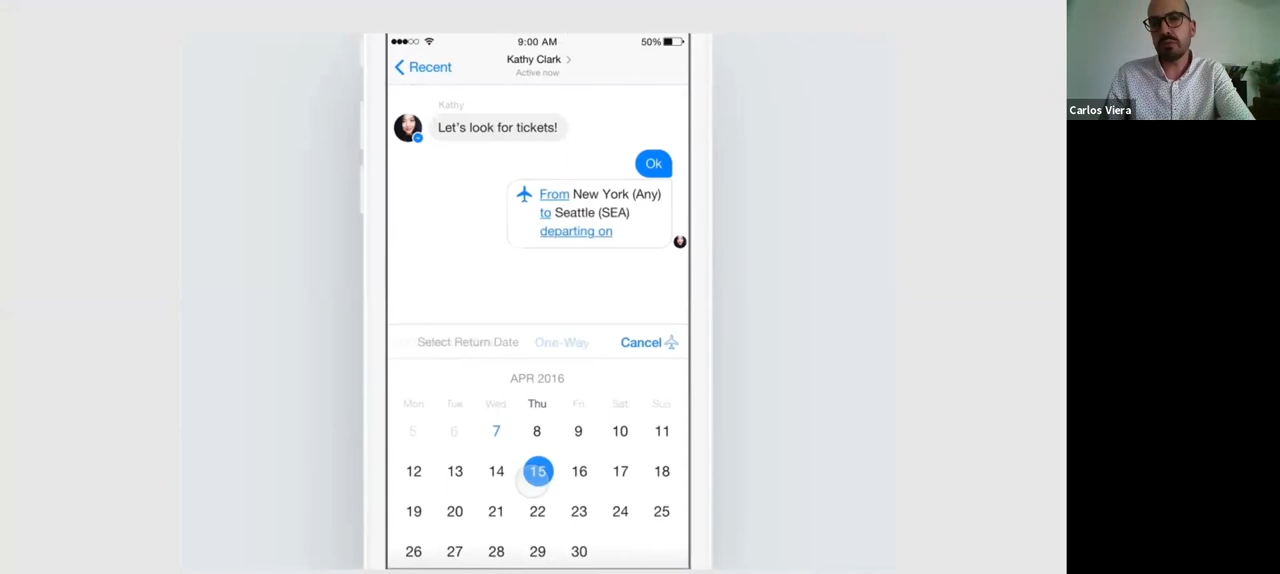 9:00 AM
50%
Recent
Kathy Clark
Active now
Kathy
Let's look for tickets!
Ok
From New York (Any)
to Seattle (SEA)
departing on
Select Return Date One-Way Cancel
APR 2016
Mon Tue Wed Thu Fri Sat Sun
5 6 7 8 9 10 11
12 13 14 15 16 17 18
19 20 21 22 23 24 25
26 27 28 29 30
Carlos Viera